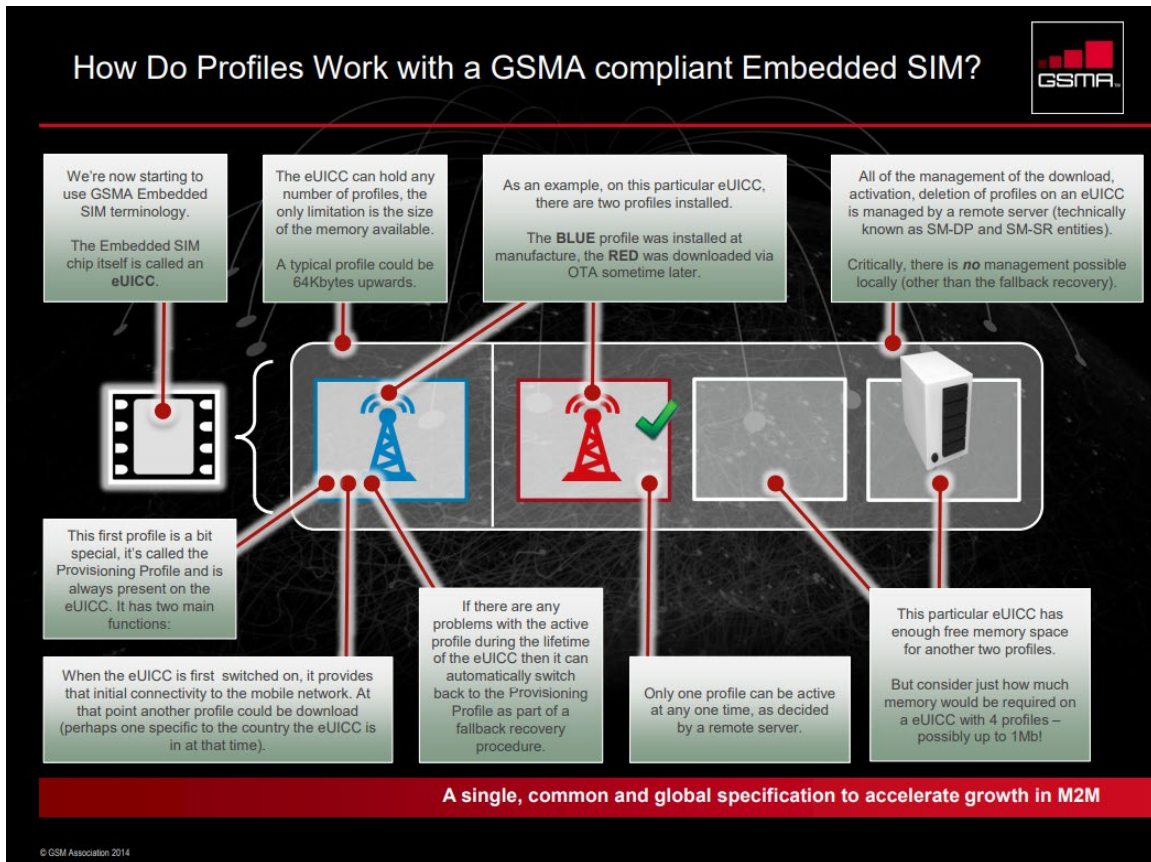 How Do Profiles Work with a GSMA compliant Embedded SIM?
GSMA™
We're now starting to
use GSMA Embedded
SIM terminology.
The Embedded SIM
chip itself is called an
eUICC.
The eUICC can hold any
number of profiles, the
only limitation is the size
of the memory available.
A typical profile could be
64Kbytes upwards.
As an example, on this particular eUICC,
there are two profiles installed.
The BLUE profile was installed at
manufacture, the RED was downloaded via
OTA sometime later.
All of the management of the download,
activation, deletion of profiles on an eUICC
is managed by a remote server (technically
known as SM-DP and SM-SR entities).
Critically, there is no management possible
locally (other than the fallback recovery).
This first profile is a bit
special, it's called the
Provisioning Profile and is
always present on the
eUICC. It has two main
functions:
When the eUICC is first switched on, it provides
that initial connectivity to the mobile network. At
that point another profile could be download
(perhaps one specific to the country the eUICC is
in at that time).
If there are any
problems with the active
profile during the lifetime
of the eUICC then it can
automatically switch
back to the Provisioning
Profile as part of a
fallback recovery
procedure.
Only one profile can be active
at any one time, as decided
by a remote server.
This particular eUICC has
enough free memory space
for another two profiles.
But consider just how much
memory would be required on
a eUICC with 4 profiles –
possibly up to 1Mb!
A single, common and global specification to accelerate growth in M2M
© GSM Association 2014